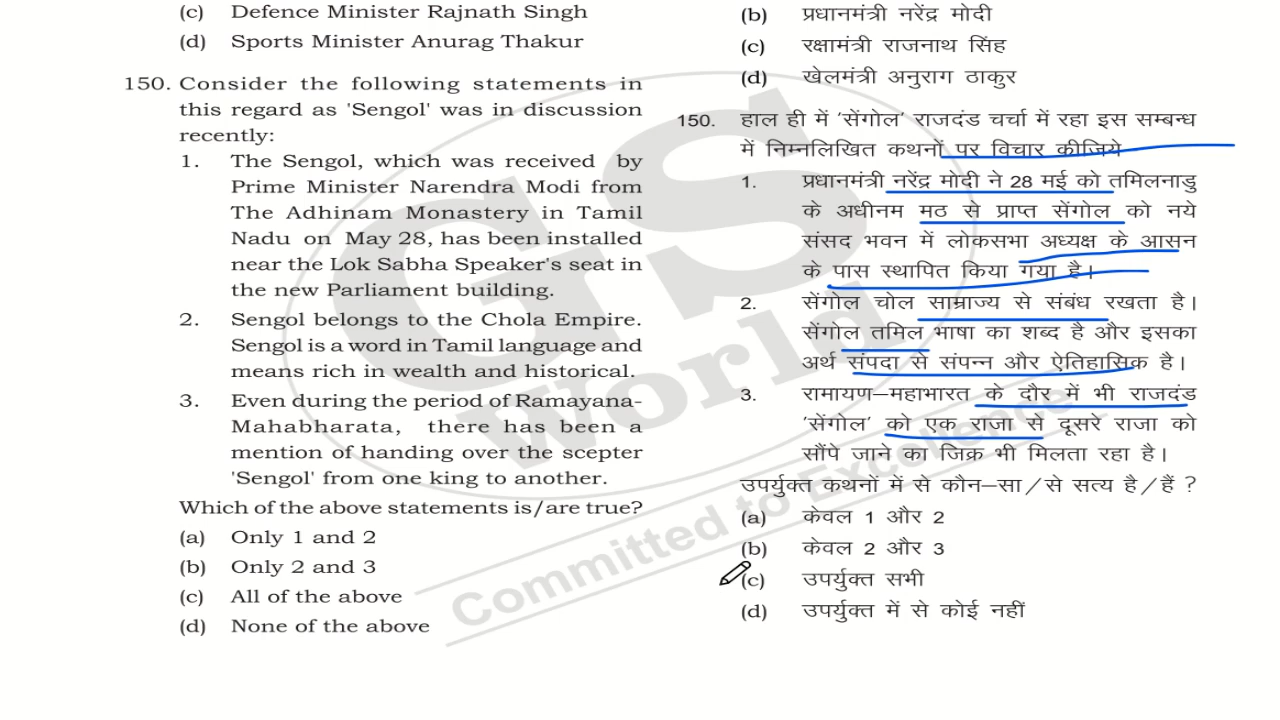 (c) Defence Minister Rajnath Singh
(d) Sports Minister Anurag Thakur
150. Consider the following statements in
this regard as 'Sengol' was in discussion
recently:
1. The Sengol, which was received by
Prime Minister Narendra Modi from
The Adhinam Monastery in Tamil
Nadu on May 28, has been installed
near the Lok Sabha Speaker's seat in
the new Parliament building.
2. Sengol belongs to the Chola Empire.
Sengol is a word in Tamil language and
means rich in wealth and historical.
3. Even during the period of Ramayana-
Mahabharata, there has been a
mention of handing over the scepter
'Sengol' from one king to another.
Which of the above statements is/are true?
(a) Only 1 and 2
(b) Only 2 and 3
(c) All of the above
(d) None of the above
(b) प्रधानमंत्री नरेंद्र मोदी
(c) रक्षामंत्री राजनाथ सिंह
(d) खेलमंत्री अनुराग ठाकुर
150. हाल ही में 'सेंगोल' राजदंड चर्चा में रहा इस सम्बन्ध
में निम्नलिखित कथनों पर विचार कीजिये
1. प्रधानमंत्री नरेंद्र मोदी ने 28 मई को तमिलनाडु
के अधीनम मठ से प्राप्त सेंगोल को नये
संसद भवन में लोकसभा अध्यक्ष के आसन
के पास स्थापित किया गया है।
2. सेंगोल चोल साम्राज्य से संबंध रखता है।
सेंगोल तमिल भाषा का शब्द है और इसका
अर्थ संपदा से संपन्न और ऐतिहासिक है।
3. रामायण–महाभारत के दौर में भी राजदंड
'सेंगोल' को एक राजा से दूसरे राजा को
सौंपे जाने का जिक्र भी मिलता रहा है।
उपर्युक्त कथनों में से कौन–सा/से सत्य है/हैं ?
(a) केवल 1 और 2
(b) केवल 2 और 3
(c) उपर्युक्त सभी
(d) उपर्युक्त में से कोई नहीं
GS
World
Committed to Excellence